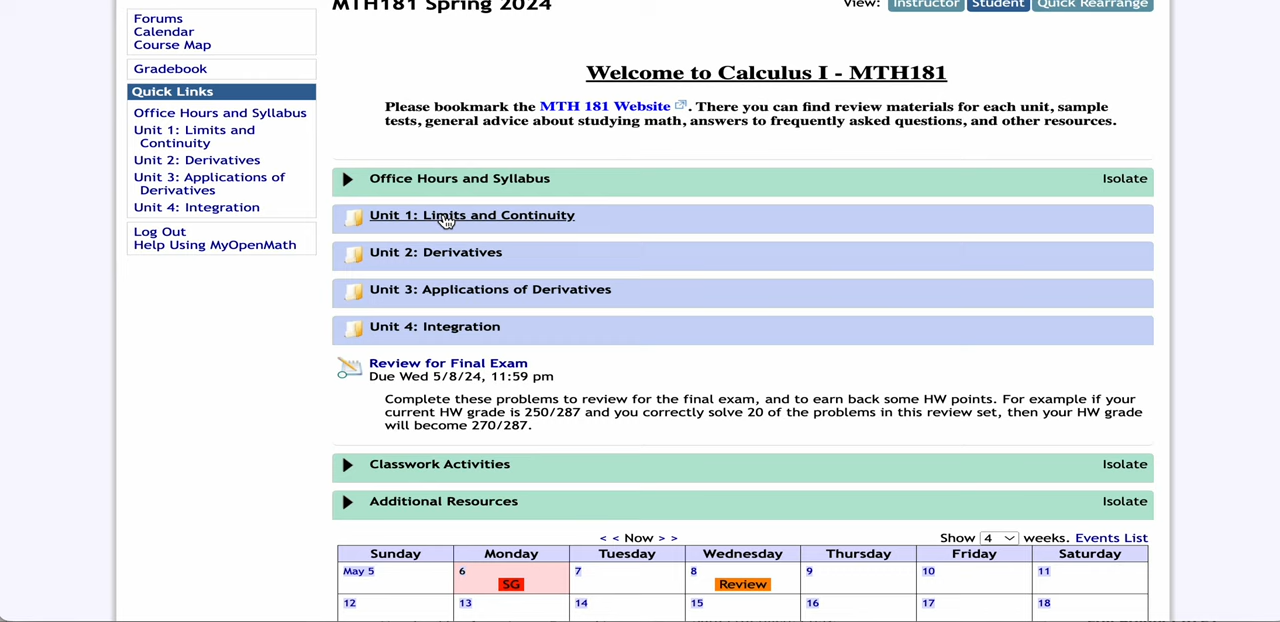 MTH181 Spring 2024
View: Instructor Student Quick Rearrange
Forums
Calendar
Course Map
Gradebook
Quick Links
Office Hours and Syllabus
Unit 1: Limits and
Continuity
Unit 2: Derivatives
Unit 3: Applications of
Derivatives
Unit 4: Integration
Log Out
Help Using MyOpenMath
Welcome to Calculus I - MTH181
Please bookmark the MTH 181 Website . There you can find review materials for each unit, sample
tests, general advice about studying math, answers to frequently asked questions, and other resources.
Office Hours and Syllabus Isolate
Unit 1: Limits and Continuity
Unit 2: Derivatives
Unit 3: Applications of Derivatives
Unit 4: Integration
Review for Final Exam
Due Wed 5/8/24, 11:59 pm
Complete these problems to review for the final exam, and to earn back some HW points. For example if your
current HW grade is 250/287 and you correctly solve 20 of the problems in this review set, then your HW grade
will become 270/287.
Classwork Activities Isolate
Additional Resources Isolate
< < Now > > Show 4 weeks. Events List
Sunday Monday Tuesday Wednesday Thursday Friday Saturday
May 5 6 7 8 9 10 11
SG Review
12 13 14 15 16 17 18